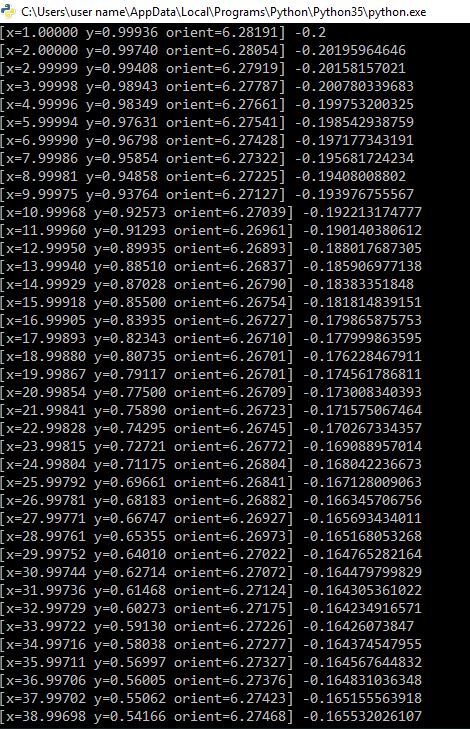 C:\Users\user name\AppData\Local\Programs\Python\Python35\python.exe
[x=1.00000 y=0.99936 orient=6.28191] -0.2
[x=2.00000 y=0.99740 orient=6.28054] -0.20195964646
[x=2.99999 y=0.99408 orient=6.27919] -0.20158157021
[x=3.99998 y=0.98943 orient=6.27787] -0.200780339683
[x=4.99996 y=0.98349 orient=6.27661] -0.199753200325
[x=5.99994 y=0.97631 orient=6.27541] -0.198542938759
[x=6.99990 y=0.96798 orient=6.27428] -0.197177343191
[x=7.99986 y=0.95854 orient=6.27322] -0.195681724234
[x=8.99981 y=0.94858 orient=6.27225] -0.19408008802
[x=9.99975 y=0.93764 orient=6.27127] -0.193976755567
[x=10.99968 y=0.92573 orient=6.27039] -0.192213174777
[x=11.99960 y=0.91293 orient=6.26961] -0.190140380612
[x=12.99950 y=0.89935 orient=6.26893] -0.188017687305
[x=13.99940 y=0.88510 orient=6.26837] -0.185906977138
[x=14.99929 y=0.87028 orient=6.26790] -0.18383351848
[x=15.99918 y=0.85500 orient=6.26754] -0.181814839151
[x=16.99905 y=0.83935 orient=6.26727] -0.179865875753
[x=17.99893 y=0.82343 orient=6.26710] -0.177999863595
[x=18.99880 y=0.80735 orient=6.26701] -0.176228467911
[x=19.99867 y=0.79117 orient=6.26701] -0.174561786811
[x=20.99854 y=0.77500 orient=6.26709] -0.173008340393
[x=21.99841 y=0.75890 orient=6.26723] -0.171575067464
[x=22.99828 y=0.74295 orient=6.26745] -0.170267334357
[x=23.99815 y=0.72721 orient=6.26772] -0.169088957014
[x=24.99804 y=0.71175 orient=6.26804] -0.168042236673
[x=25.99792 y=0.69661 orient=6.26841] -0.167128009063
[x=26.99781 y=0.68183 orient=6.26882] -0.166345706756
[x=27.99771 y=0.66747 orient=6.26927] -0.165693434011
[x=28.99761 y=0.65355 orient=6.26973] -0.165168053268
[x=29.99752 y=0.64010 orient=6.27022] -0.164765282164
[x=30.99744 y=0.62714 orient=6.27072] -0.164479799829
[x=31.99736 y=0.61468 orient=6.27124] -0.164305361022
[x=32.99729 y=0.60273 orient=6.27175] -0.164234916571
[x=33.99722 y=0.59130 orient=6.27226] -0.16426073847
[x=34.99716 y=0.58038 orient=6.27277] -0.164374547955
[x=35.99711 y=0.56997 orient=6.27327] -0.164567644832
[x=36.99706 y=0.56005 orient=6.27376] -0.164831036348
[x=37.99702 y=0.55062 orient=6.27423] -0.165155563918
[x=38.99698 y=0.54166 orient=6.27468] -0.165532026107